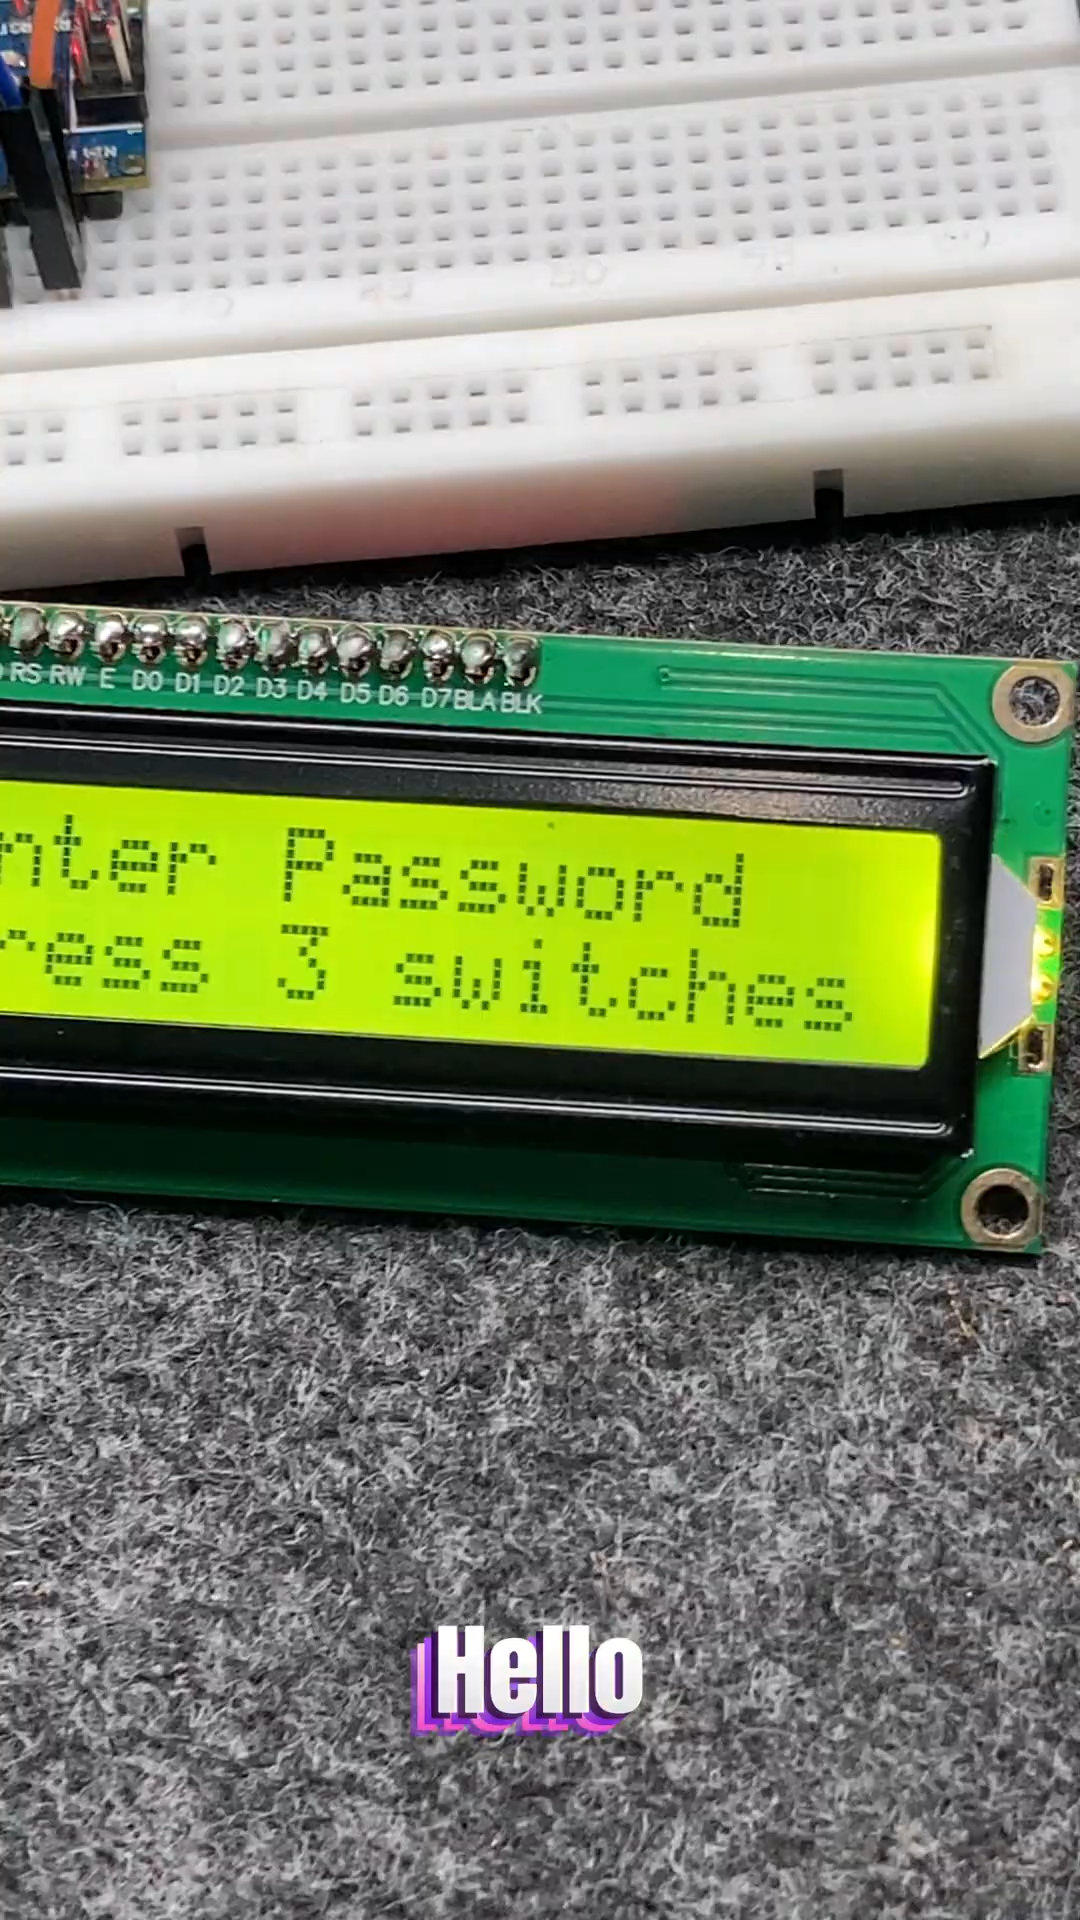 RS RW E D0 D1 D2 D3 D4 D5 D6 D7 BLA BLK
nter Password
ress 3 switches
Hello